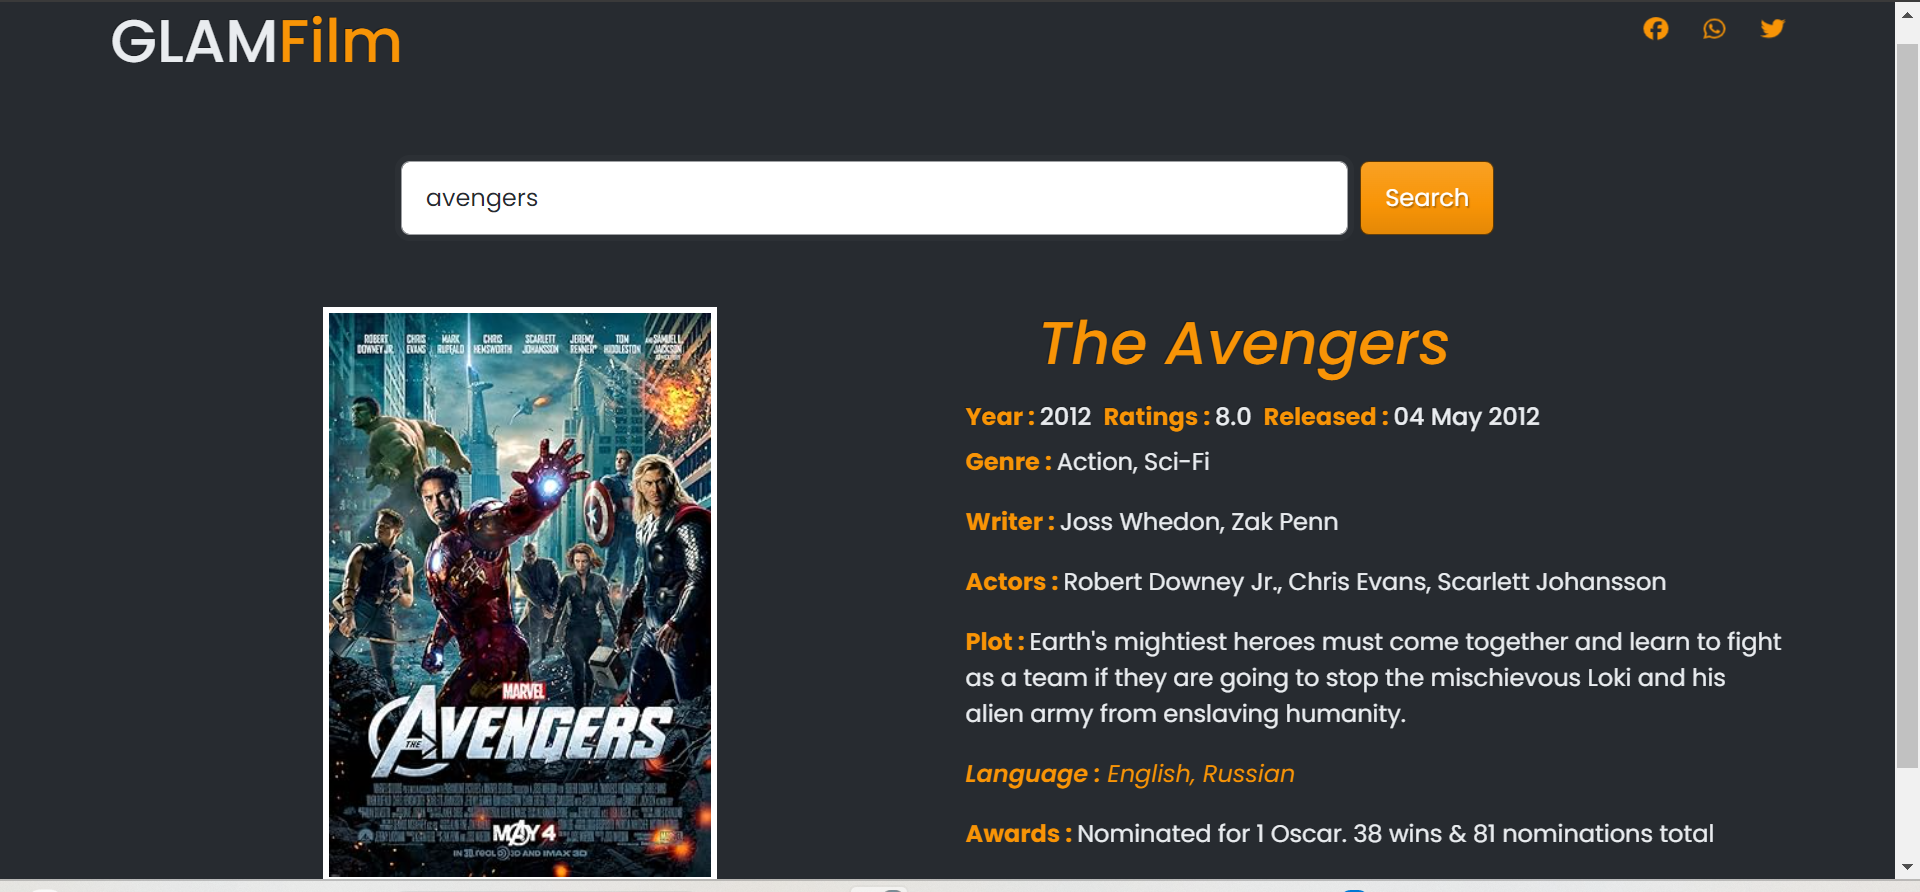 GLAMFilm
avengers
Search
ROBERT DOWNEY JR.
CHRIS EVANS
MARK RUFFALO
CHRIS HEMSWORTH
SCARLETT JOHANSSON
JEREMY RENNER
TOM HIDDLESTON
AND SAMUEL L. JACKSON
MARVEL
THE AVENGERS
MAY 4
IN 3D AND IMAX 3D
The Avengers
Year : 2012 Ratings : 8.0 Released : 04 May 2012
Genre : Action, Sci-Fi
Writer : Joss Whedon, Zak Penn
Actors : Robert Downey Jr., Chris Evans, Scarlett Johansson
Plot : Earth's mightiest heroes must come together and learn to fight
as a team if they are going to stop the mischievous Loki and his
alien army from enslaving humanity.
Language : English, Russian
Awards : Nominated for 1 Oscar. 38 wins & 81 nominations total